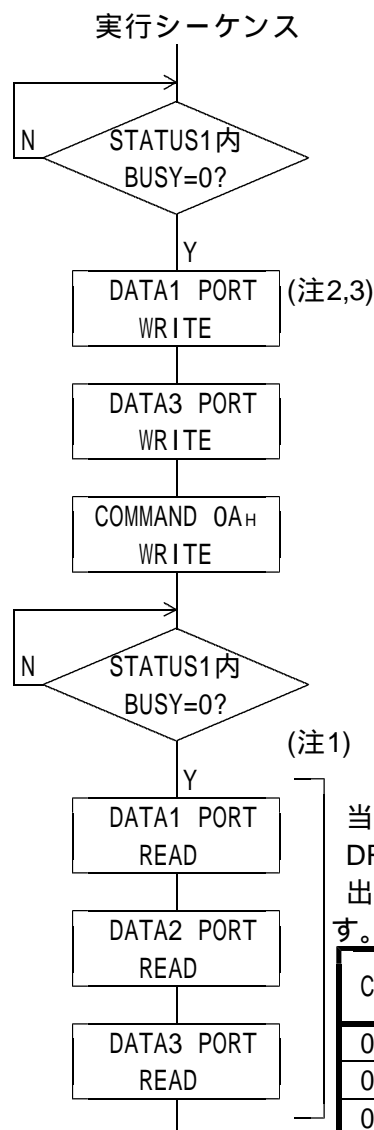 実行シーケンス
N
STATUS1内
BUSY=0?
Y
DATA1 PORT
WRITE
(注2,3)
DATA3 PORT
WRITE
COMMAND 0AH
WRITE
N
STATUS1内
BUSY=0?
(注1)
Y
DATA1 PORT
READ
DATA2 PORT
READ
DATA3 PORT
READ
当
出
す。
C
0
0
0